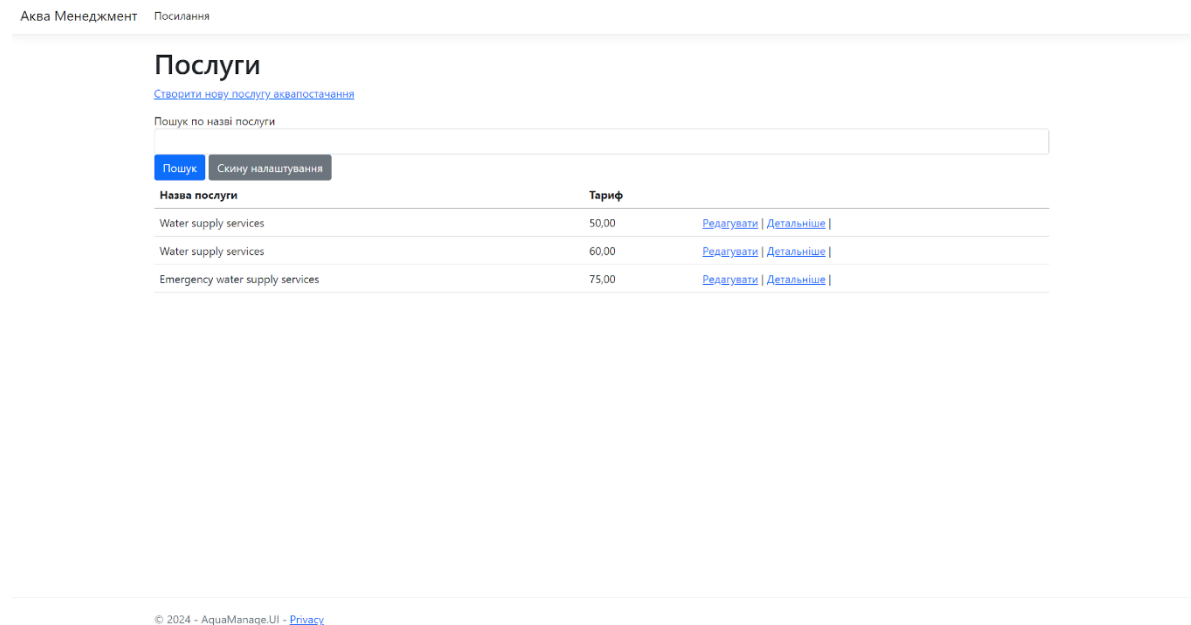 Аква Менеджмент Посилання
Послуги
Створити нову послугу аквапостачання
Пошук по назві послуги
Пошук Скину налаштування
Назва послуги Тариф
Water supply services 50,00 Редагувати | Детальніше |
Water supply services 60,00 Редагувати | Детальніше |
Emergency water supply services 75,00 Редагувати | Детальніше |
© 2024 - AquaManage.UI - Privacy